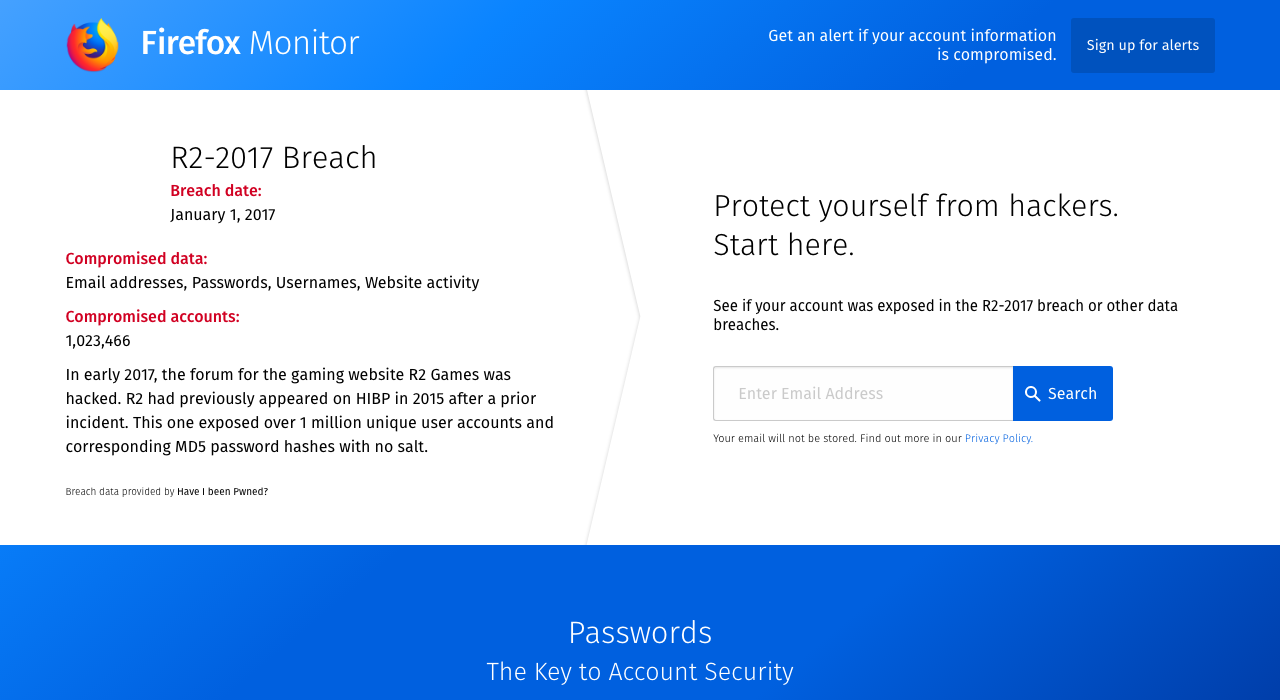 Firefox Monitor
Get an alert if your account information
is compromised.
Sign up for alerts
R2-2017 Breach
Breach date:
January 1, 2017
Compromised data:
Email addresses, Passwords, Usernames, Website activity
Compromised accounts:
1,023,466
In early 2017, the forum for the gaming website R2 Games was
hacked. R2 had previously appeared on HIBP in 2015 after a prior
incident. This one exposed over 1 million unique user accounts and
corresponding MD5 password hashes with no salt.
Breach data provided by Have I been Pwned?
Protect yourself from hackers.
Start here.
See if your account was exposed in the R2-2017 breach or other data
breaches.
Enter Email Address
Search
Your email will not be stored. Find out more in our Privacy Policy.
Passwords
The Key to Account Security